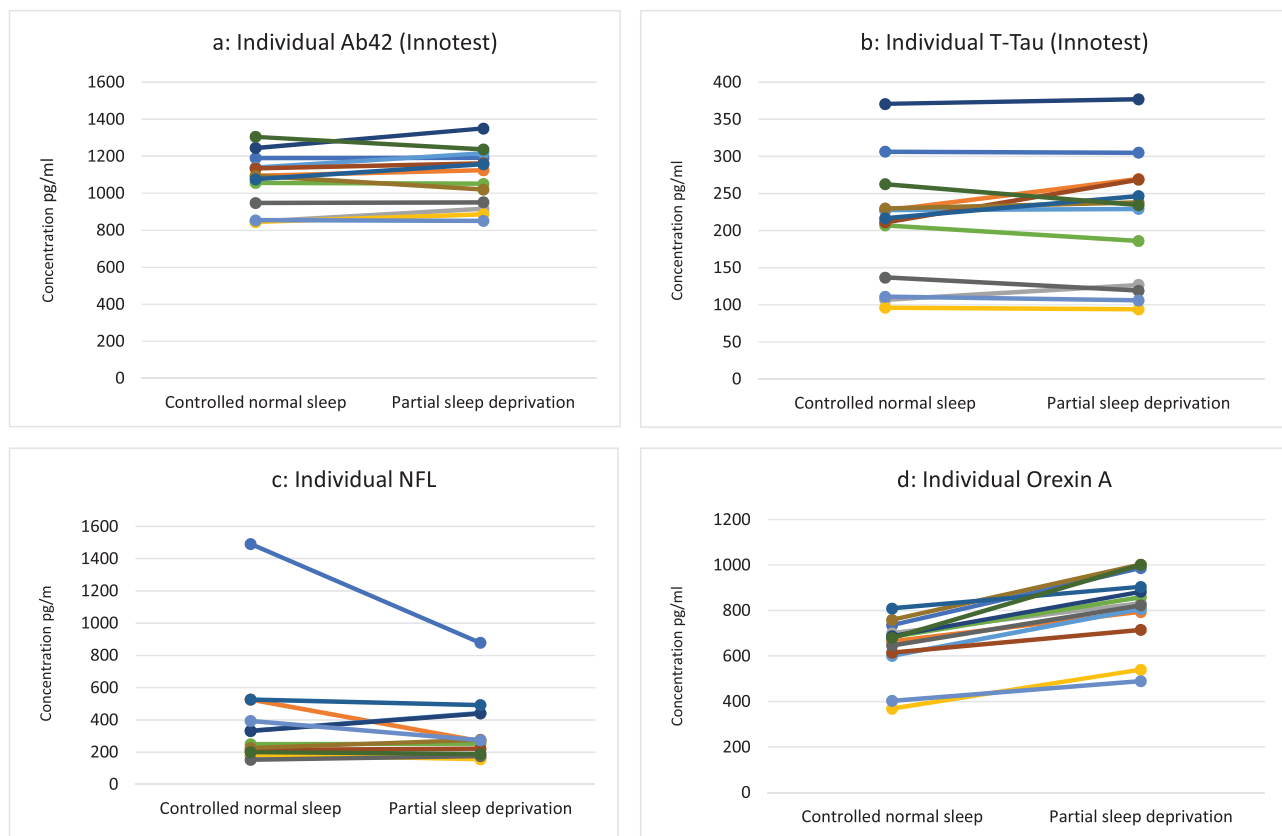 a: Individual Ab42 (Innotest)
Concentration pg/ml
1600
1400
1200
1000
800
600
400
200
0
Controlled normal sleep
Partial sleep deprivation
b: Individual T-Tau (Innotest)
Concentration pg/ml
400
350
300
250
200
150
100
50
0
Controlled normal sleep
Partial sleep deprivation
c: Individual NFL
Concentration pg/m
1600
1400
1200
1000
800
600
400
200
0
Controlled normal sleep
Partial sleep deprivation
d: Individual Orexin A
Concentration pg/ml
1200
1000
800
600
400
200
0
Controlled normal sleep
Partial sleep deprivation